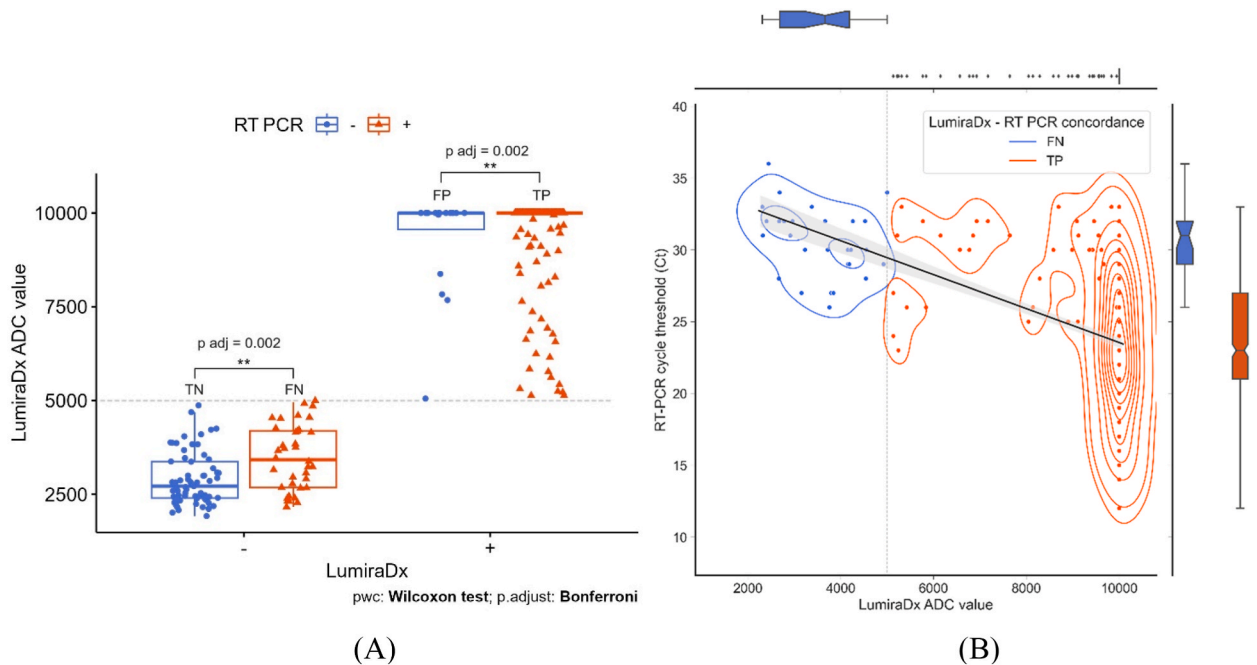 RT PCR - +
p adj = 0.002
**
FP TP
10000
7500
p adj = 0.002
**
TN FN
5000
2500
- +
LumiraDx ADC value
LumiraDx
pwc: Wilcoxon test; p.adjust: Bonferroni
(A)
LumiraDx - RT PCR concordance
FN
TP
40
35
30
25
20
15
10
RT-PCR cycle threshold (Ct)
2000 4000 6000 8000 10000
LumiraDx ADC value
(B)